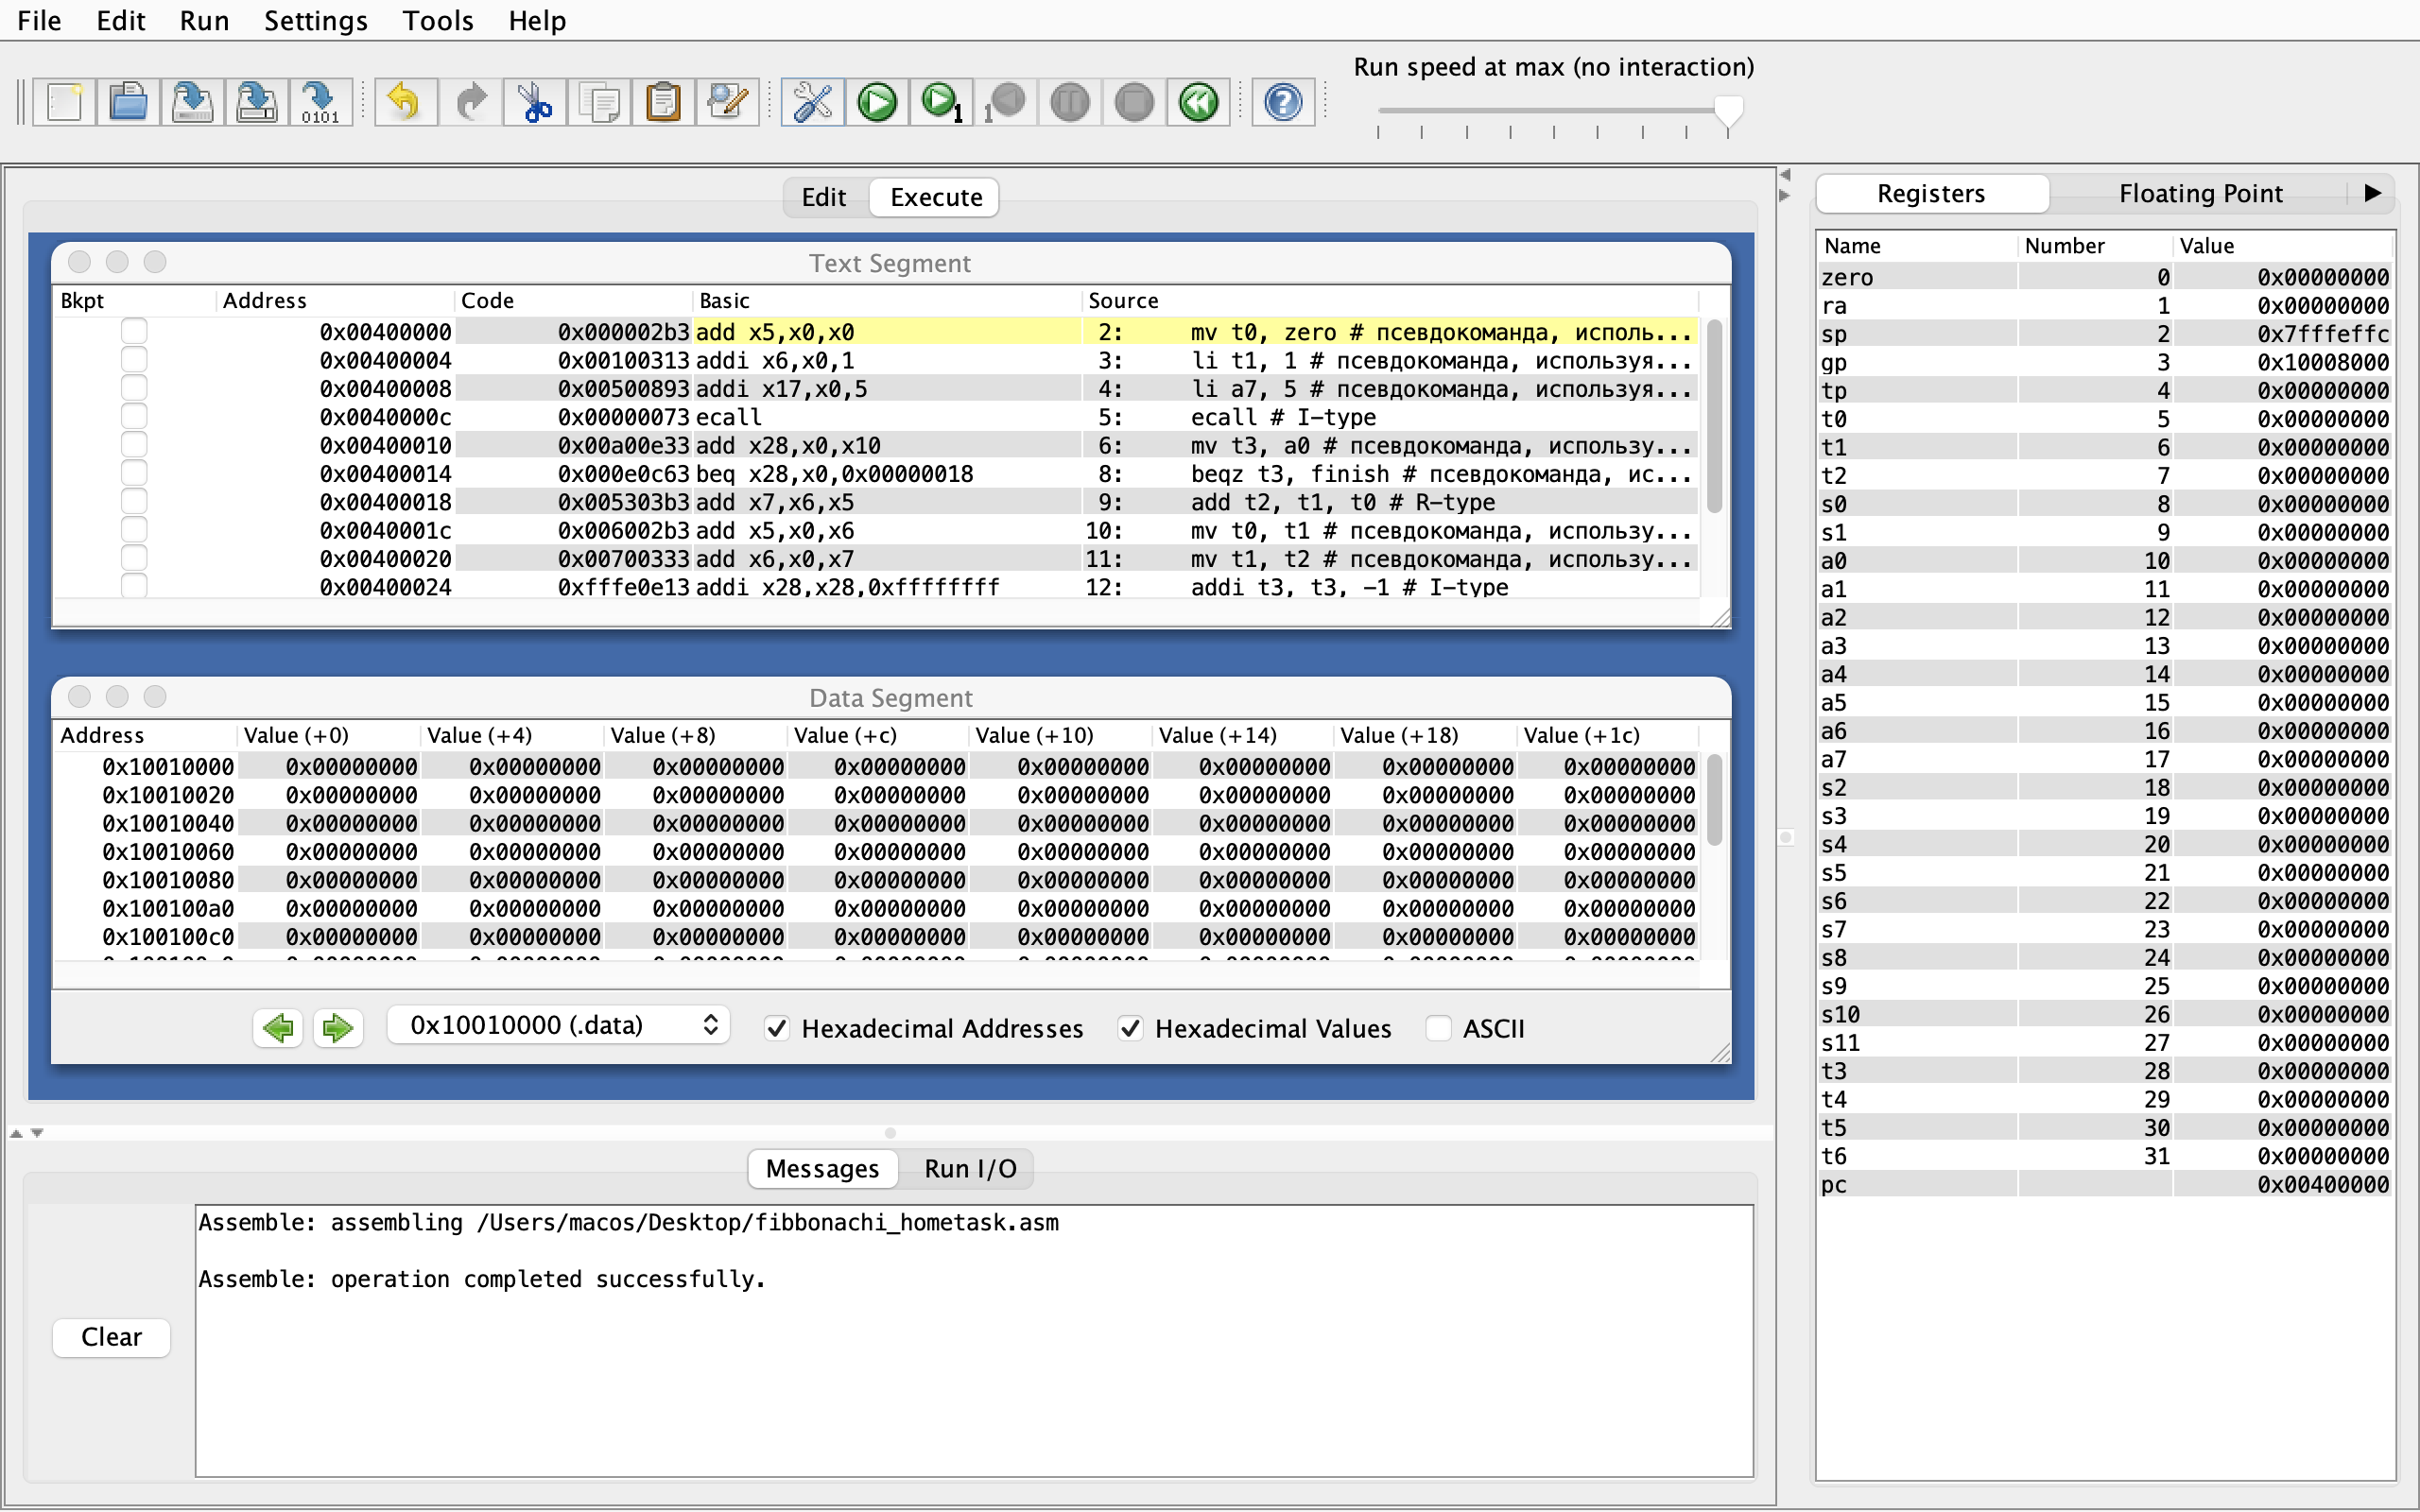 File Edit Run Settings Tools Help
Run speed at max (no interaction)
0101 1 1 ?
Edit Execute
Text Segment
Bkpt Address Code Basic Source
0x00400000 0x000002b3 add x5,x0,x0 2: mv t0, zero # псевдокоманда, исполь...
0x00400004 0x00100313 addi x6,x0,1 3: li t1, 1 # псевдокоманда, используя...
0x00400008 0x00500893 addi x17,x0,5 4: li a7, 5 # псевдокоманда, используя...
0x0040000c 0x00000073 ecall 5: ecall # I-type
0x00400010 0x00a00e33 add x28,x0,x10 6: mv t3, a0 # псевдокоманда, использу...
0x00400014 0x000e0c63 beq x28,x0,0x00000018 8: beqz t3, finish # псевдокоманда, ис...
0x00400018 0x005303b3 add x7,x6,x5 9: add t2, t1, t0 # R-type
0x0040001c 0x006002b3 add x5,x0,x6 10: mv t0, t1 # псевдокоманда, использу...
0x00400020 0x00700333 add x6,x0,x7 11: mv t1, t2 # псевдокоманда, использу...
0x00400024 0xfffe0e13 addi x28,x28,0xffffffff 12: addi t3, t3, -1 # I-type
Data Segment
Address Value (+0) Value (+4) Value (+8) Value (+c) Value (+10) Value (+14) Value (+18) Value (+1c)
0x10010000 0x00000000 0x00000000 0x00000000 0x00000000 0x00000000 0x00000000 0x00000000 0x00000000
0x10010020 0x00000000 0x00000000 0x00000000 0x00000000 0x00000000 0x00000000 0x00000000 0x00000000
0x10010040 0x00000000 0x00000000 0x00000000 0x00000000 0x00000000 0x00000000 0x00000000 0x00000000
0x10010060 0x00000000 0x00000000 0x00000000 0x00000000 0x00000000 0x00000000 0x00000000 0x00000000
0x10010080 0x00000000 0x00000000 0x00000000 0x00000000 0x00000000 0x00000000 0x00000000 0x00000000
0x100100a0 0x00000000 0x00000000 0x00000000 0x00000000 0x00000000 0x00000000 0x00000000 0x00000000
0x100100c0 0x00000000 0x00000000 0x00000000 0x00000000 0x00000000 0x00000000 0x00000000 0x00000000
0x10010000 (.data) Hexadecimal Addresses Hexadecimal Values ASCII
Messages Run I/O
Assemble: assembling /Users/macos/Desktop/fibbonachi_hometask.asm
Assemble: operation completed successfully.
Clear
Registers Floating Point
Name Number Value
zero 0 0x00000000
ra 1 0x00000000
sp 2 0x7fffeffc
gp 3 0x10008000
tp 4 0x00000000
t0 5 0x00000000
t1 6 0x00000000
t2 7 0x00000000
s0 8 0x00000000
s1 9 0x00000000
a0 10 0x00000000
a1 11 0x00000000
a2 12 0x00000000
a3 13 0x00000000
a4 14 0x00000000
a5 15 0x00000000
a6 16 0x00000000
a7 17 0x00000000
s2 18 0x00000000
s3 19 0x00000000
s4 20 0x00000000
s5 21 0x00000000
s6 22 0x00000000
s7 23 0x00000000
s8 24 0x00000000
s9 25 0x00000000
s10 26 0x00000000
s11 27 0x00000000
t3 28 0x00000000
t4 29 0x00000000
t5 30 0x00000000
t6 31 0x00000000
pc 0x00400000